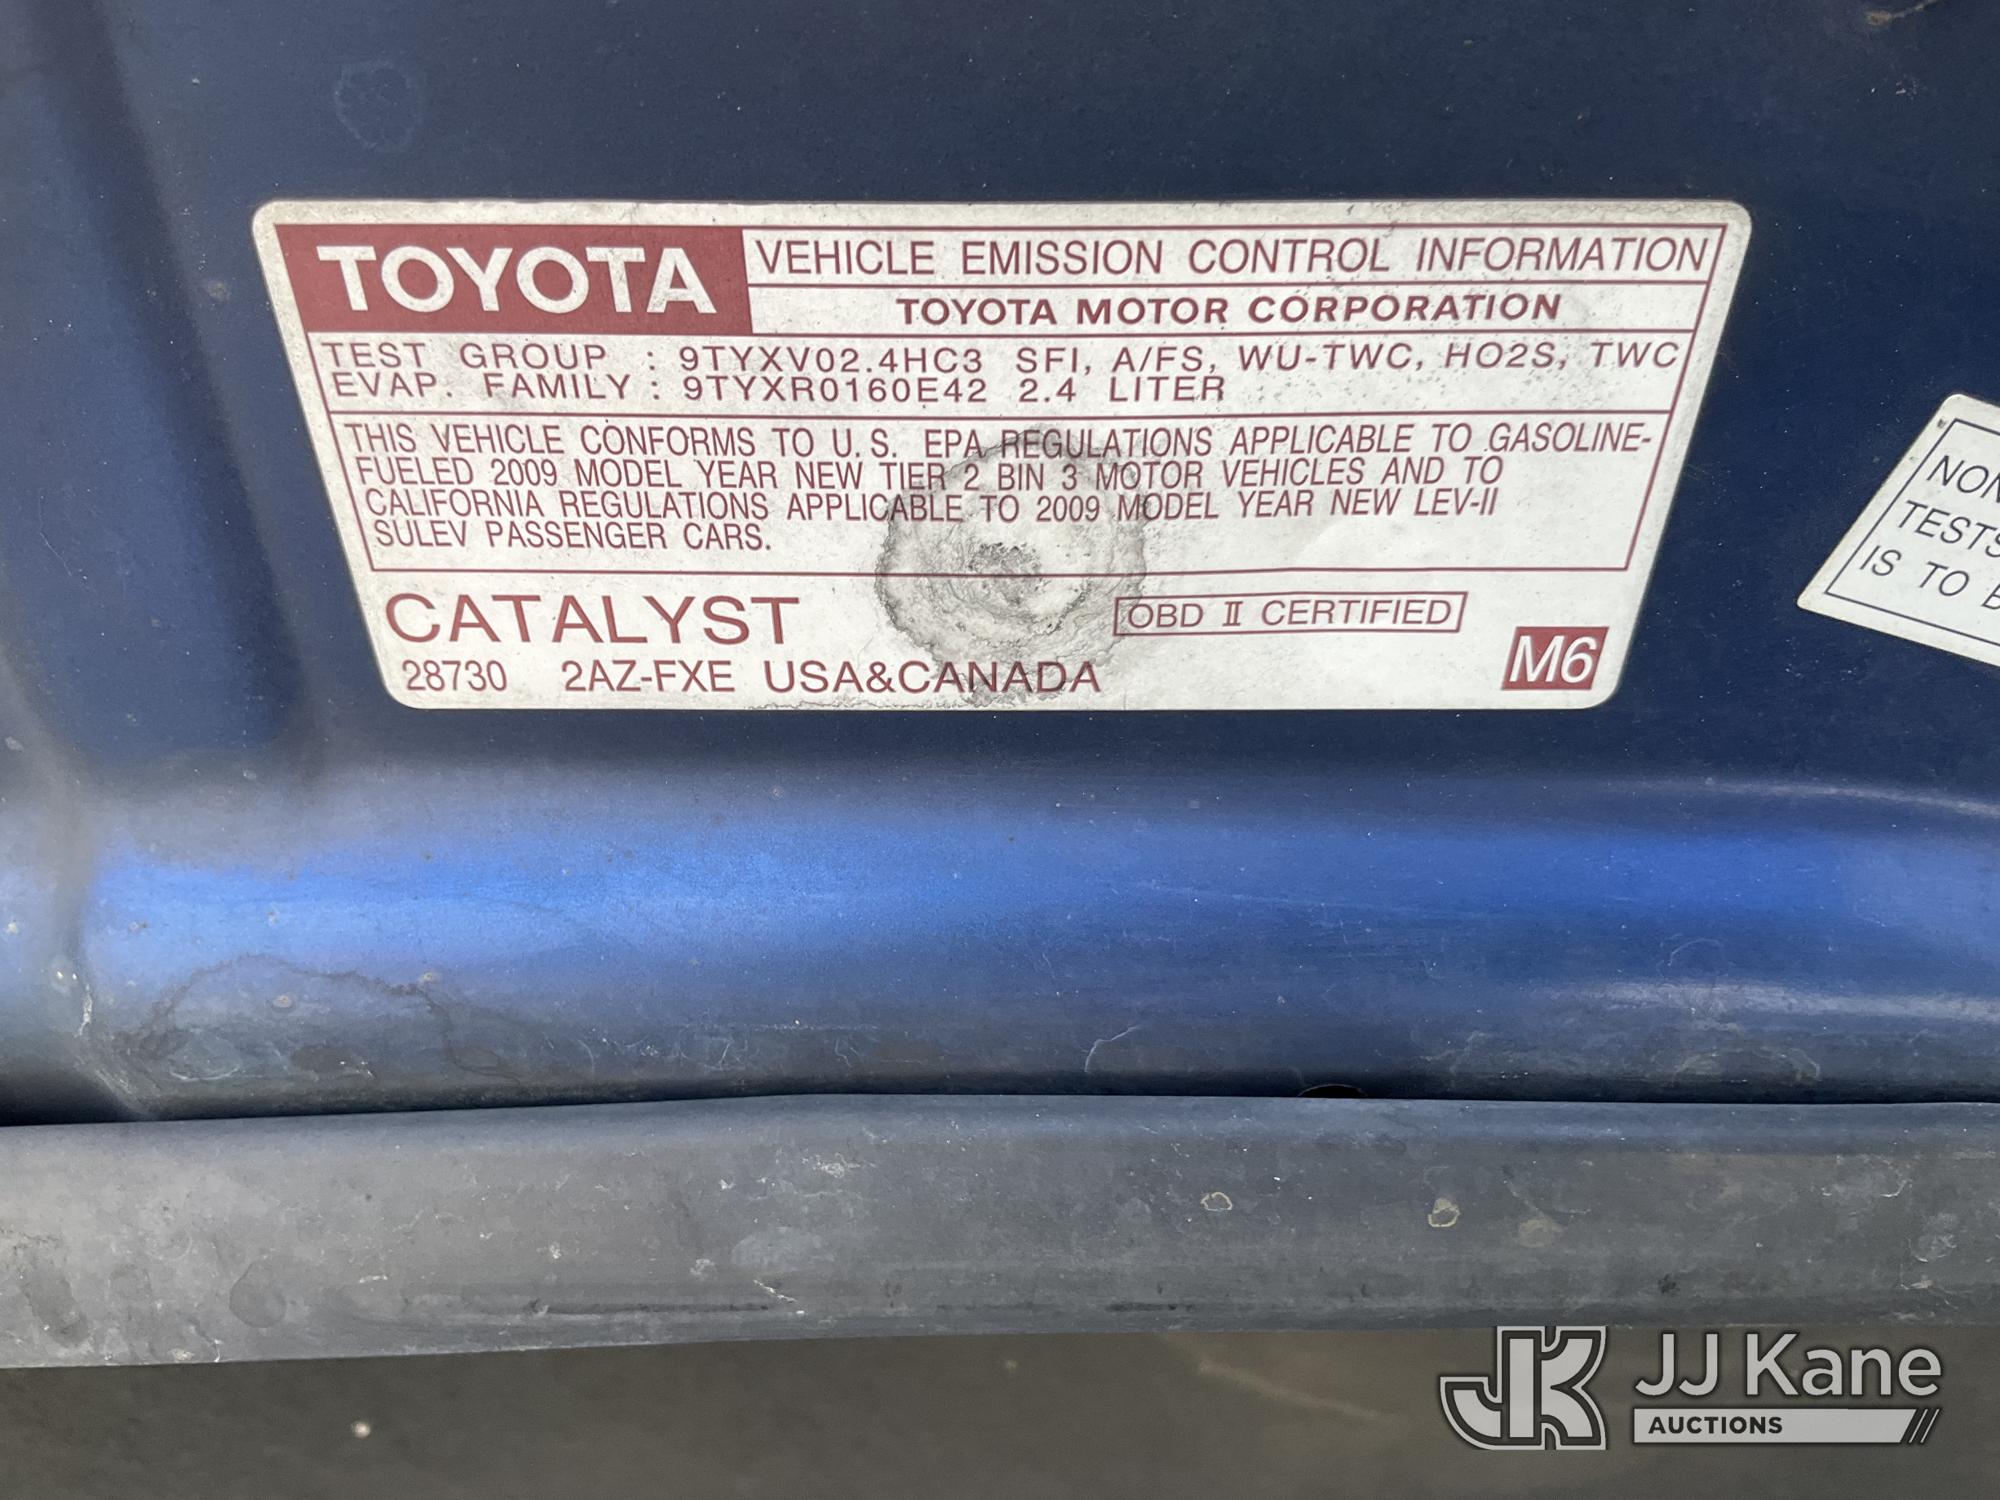 TOYOTA VEHICLE EMISSION CONTROL INFORMATION
TOYOTA MOTOR CORPORATION
TEST GROUP : 9TYXV02.4HC3 SFI, A/FS, WU-TWC, HO2S, TWC
EVAP. FAMILY : 9TYXR0160E42 2.4 LITER
THIS VEHICLE CONFORMS TO U.S. EPA REGULATIONS APPLICABLE TO GASOLINE-
FUELED 2009 MODEL YEAR NEW TIER 2 BIN 3 MOTOR VEHICLES AND TO
CALIFORNIA REGULATIONS APPLICABLE TO 2009 MODEL YEAR NEW LEV-II
SULEV PASSENGER CARS.
CATALYST
OBD II CERTIFIED
28730 2AZ-FXE USA&CANADA
M6
NON
TESTS
IS TO B
JK JJ Kane
AUCTIONS